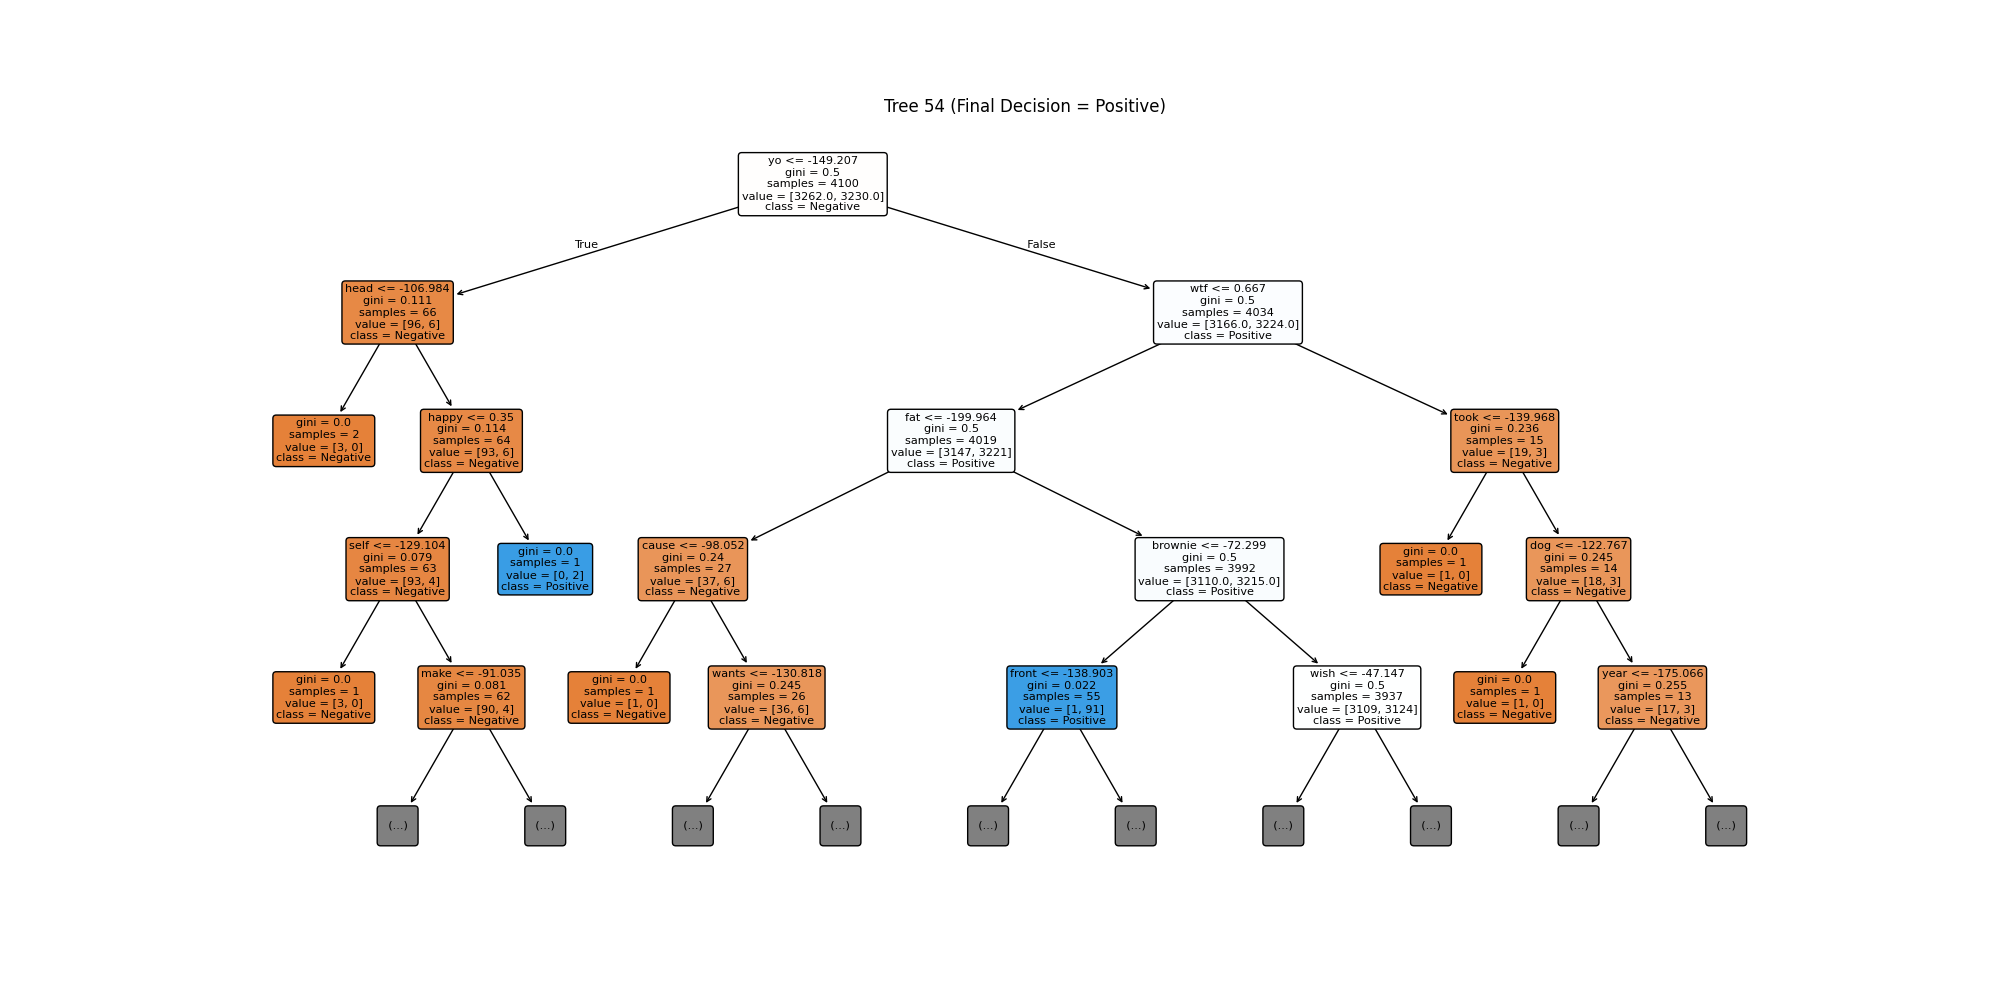 Tree 54 (Final Decision = Positive)
yo <= -149.207
gini = 0.5
samples = 4100
value = [3262.0, 3230.0]
class = Negative
True
False
head <= -106.984
gini = 0.111
samples = 66
value = [96, 6]
class = Negative
wtf <= 0.667
gini = 0.5
samples = 4034
value = [3166.0, 3224.0]
class = Positive
gini = 0.0
samples = 2
value = [3, 0]
class = Negative
happy <= 0.35
gini = 0.114
samples = 64
value = [93, 6]
class = Negative
fat <= -199.964
gini = 0.5
samples = 4019
value = [3147, 3221]
class = Positive
took <= -139.968
gini = 0.236
samples = 15
value = [19, 3]
class = Negative
self <= -129.104
gini = 0.079
samples = 63
value = [93, 4]
class = Negative
gini = 0.0
samples = 1
value = [0, 2]
class = Positive
cause <= -98.052
gini = 0.24
samples = 27
value = [37, 6]
class = Negative
brownie <= -72.299
gini = 0.5
samples = 3992
value = [3110.0, 3215.0]
class = Positive
gini = 0.0
samples = 1
value = [1, 0]
class = Negative
dog <= -122.767
gini = 0.245
samples = 14
value = [18, 3]
class = Negative
gini = 0.0
samples = 1
value = [3, 0]
class = Negative
make <= -91.035
gini = 0.081
samples = 62
value = [90, 4]
class = Negative
gini = 0.0
samples = 1
value = [1, 0]
class = Negative
wants <= -130.818
gini = 0.245
samples = 26
value = [36, 6]
class = Negative
front <= -138.903
gini = 0.022
samples = 55
value = [1, 91]
class = Positive
wish <= -47.147
gini = 0.5
samples = 3937
value = [3109, 3124]
class = Positive
gini = 0.0
samples = 1
value = [1, 0]
class = Negative
year <= -175.066
gini = 0.255
samples = 13
value = [17, 3]
class = Negative
(...)
(...)
(...)
(...)
(...)
(...)
(...)
(...)
(...)
(...)